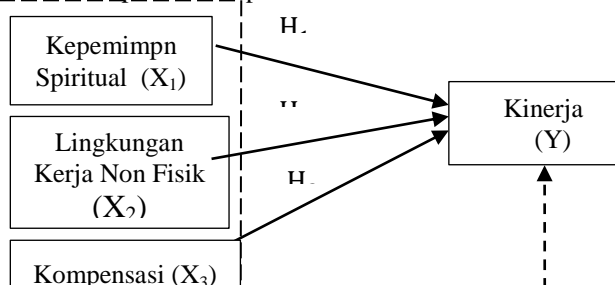 Kepemimpn
Spiritual (X₁)
Lingkungan
Kerja Non Fisik
(X₂)
Kompensasi (X₃)
Kinerja
(Y)